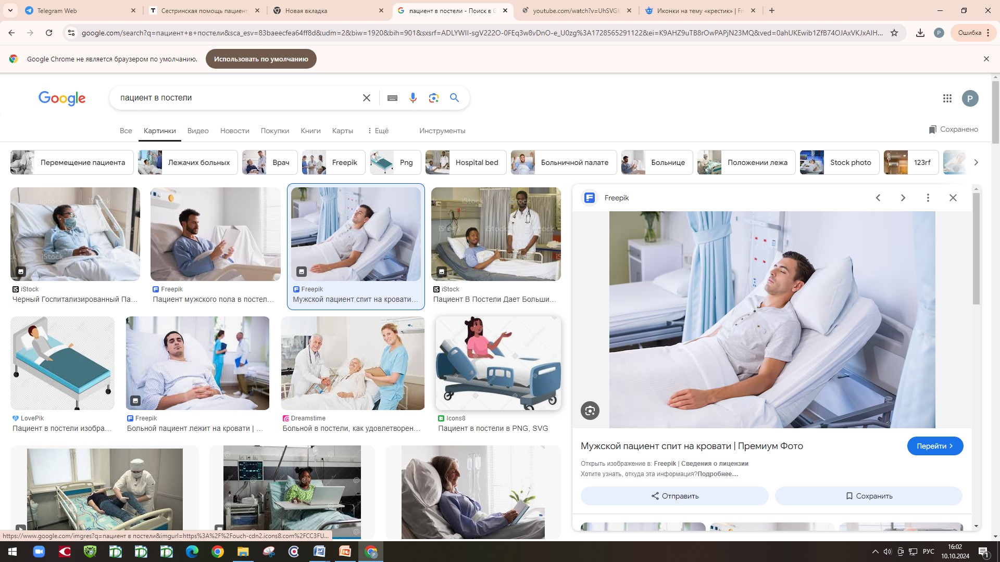 Telegram Web
Сестринская помощь пациент
Новая вкладка
пациент в постели - Поиск в G
youtube.com/watch?v=UhSVGK
Иконки на тему «крестик» | Fr
google.com/search?q=пациент+в+постели&sca_esv=83baeecfea64ff8d&udm=2&biw=1920&bih=901&sxsrf=ADLYWII-sgV222O-0FEq3w8vDnO-e_U0zg%3A1728565291122&ei=K9AHZ9uTB8rOwPAPjN23MQ&ved=0ahUKEwib1ZfB74OJAxVKJxAIH...
P
Ошибка
Google Chrome не является браузером по умолчанию.
Использовать по умолчанию
Google
пациент в постели
P
Все
Картинки
Видео
Новости
Покупки
Книги
Карты
Ещё
Инструменты
Сохранено
Перемещение пациента
Лежачих больных
Врач
Freepik
Png
Hospital bed
Больничной палате
Больнице
Положении лежа
Stock photo
123rf
iStock
Freepik
Freepik
iStock
Черный Госпитализированный Па...
Пациент мужского пола в постел...
Мужской пациент спит на кровати...
Пациент В Постели Дает Больши...
LovePik
Freepik
Dreamstime
Icons8
Пациент в постели изобра...
Больной пациент лежит на кровати | ...
Больной в постели, как удовлетворен...
Пациент в постели в PNG, SVG
Freepik
Мужской пациент спит на кровати | Премиум Фото
Перейти
Открыть изображение в: Freepik | Сведения о лицензии
Хотите узнать, откуда эта информация?Подробнее…
Отправить
Сохранить
https://www.google.com/imgres?q=пациент в постели&imgurl=https%3A%2F%2Fouch-cdn2.icons8.com%2FCC3FU...
РУС
16:02
10.10.2024
1